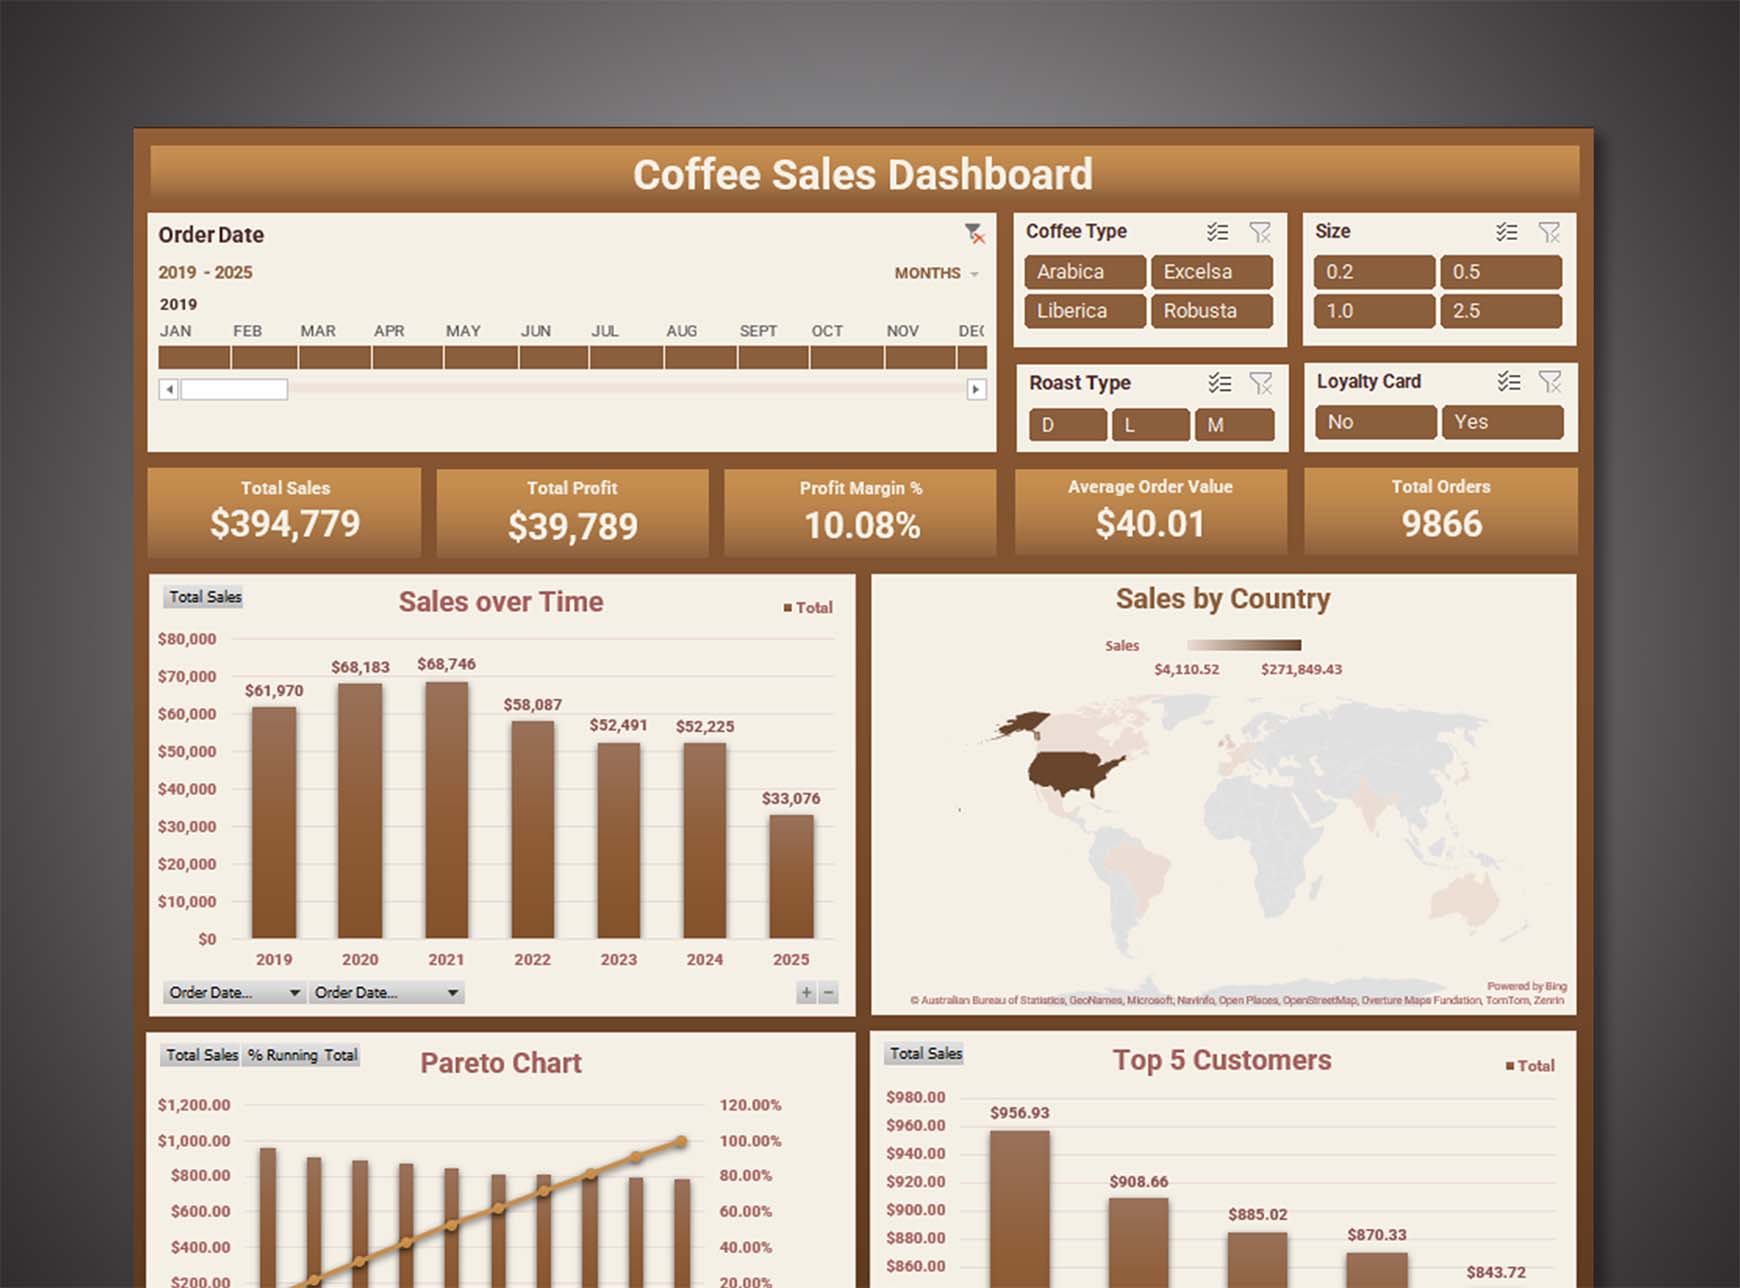 Coffee Sales Dashboard
Order Date
2019 - 2025
MONTHS
2019
JAN FEB MAR APR MAY JUN JUL AUG SEPT OCT NOV DEC
Coffee Type
Arabica Excelsa
Liberica Robusta
Size
0.2 0.5
1.0 2.5
Roast Type
D L M
Loyalty Card
No Yes
Total Sales
$394,779
Total Profit
$39,789
Profit Margin %
10.08%
Average Order Value
$40.01
Total Orders
9866
Total Sales
Sales over Time
Total
$80,000
$70,000
$60,000
$50,000
$40,000
$30,000
$20,000
$10,000
$0
$61,970
$68,183
$68,746
$58,087
$52,491
$52,225
$33,076
2019 2020 2021 2022 2023 2024 2025
Order Date... Order Date...
+ −
Sales by Country
Sales
$4,110.52 $271,849.43
Powered by Bing
© Australian Bureau of Statistics, GeoNames, Microsoft, Navinfo, Open Places, OpenStreetMap, Overture Maps Fundation, TomTom, Zenrin
Total Sales % Running Total
Pareto Chart
$1,200.00
$1,000.00
$800.00
$600.00
$400.00
$200.00
120.00%
100.00%
80.00%
60.00%
40.00%
20.00%
Total Sales
Top 5 Customers
Total
$980.00
$960.00
$940.00
$920.00
$900.00
$880.00
$860.00
$956.93
$908.66
$885.02
$870.33
$843.72